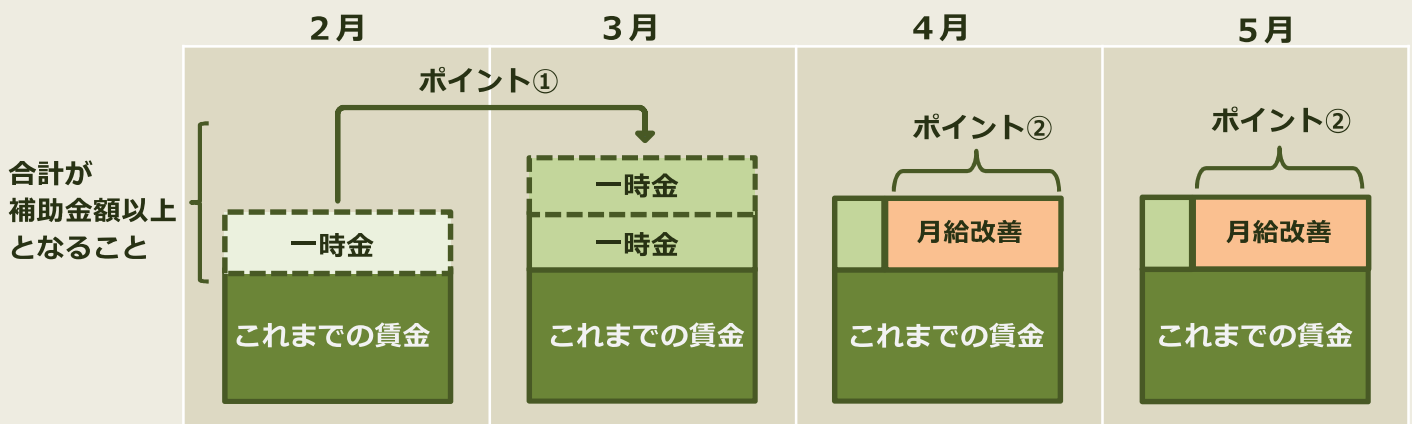 2月
3月
4月
5月
ポイント①
ポイント②
ポイント②
合計が
補助金額以上
となること
一時金
一時金
一時金
月給改善
月給改善
これまでの賃金
これまでの賃金
これまでの賃金
これまでの賃金